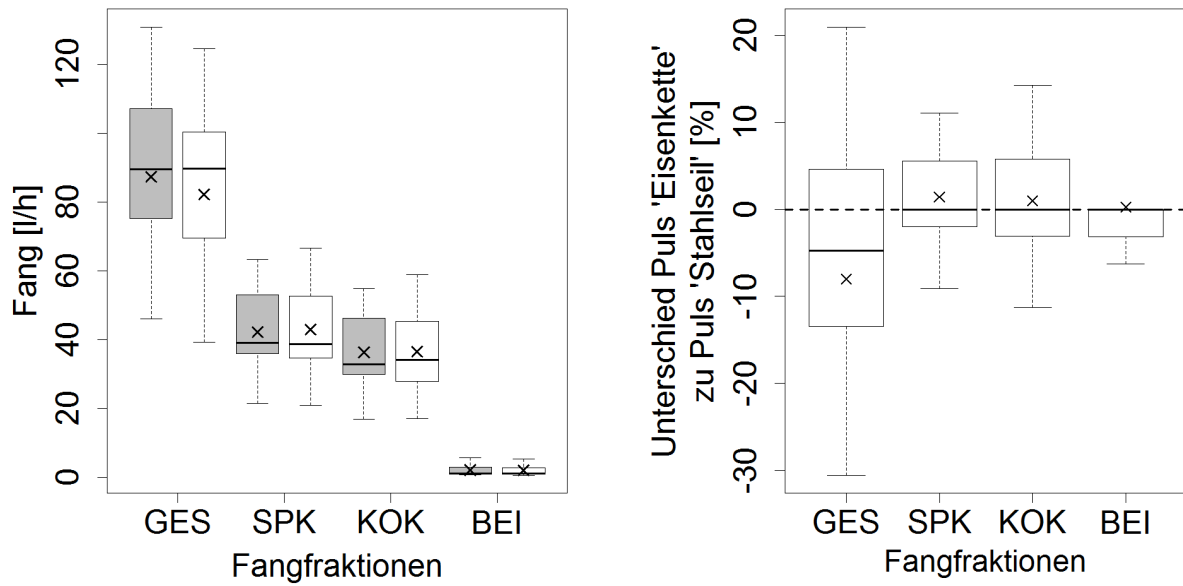 Fang [l/h]
120
80
60
40
20
0
GES SPK KOK BEI
Fangfraktionen
Unterschied Puls 'Eisenkette'
zu Puls 'Stahlseil' [%]
20
10
0
-10
-20
-30
GES SPK KOK BEI
Fangfraktionen